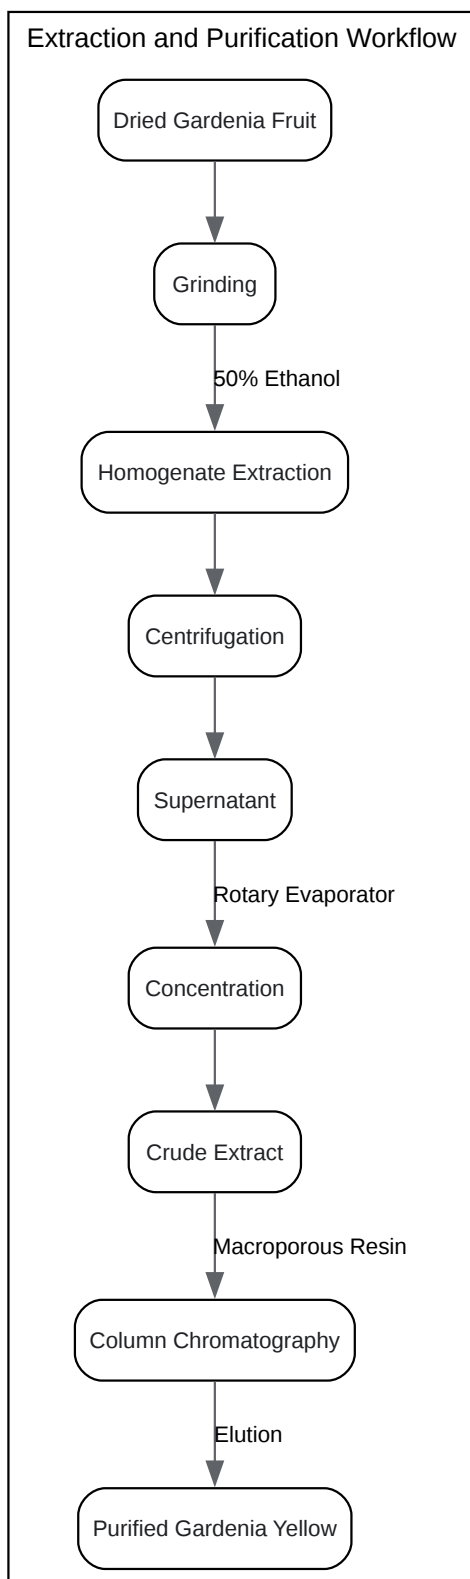 Extraction and Purification Workflow
Dried Gardenia Fruit
Grinding
50% Ethanol
Homogenate Extraction
Centrifugation
Supernatant
Rotary Evaporator
Concentration
Crude Extract
Macroporous Resin
Column Chromatography
Elution
Purified Gardenia Yellow